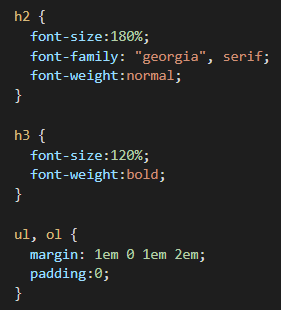 h2 {
  font-size:180%;
  font-family: "georgia", serif;
  font-weight:normal;
}

h3 {
  font-size:120%;
  font-weight:bold;
}

ul, ol {
  margin: 1em 0 1em 2em;
  padding:0;
}